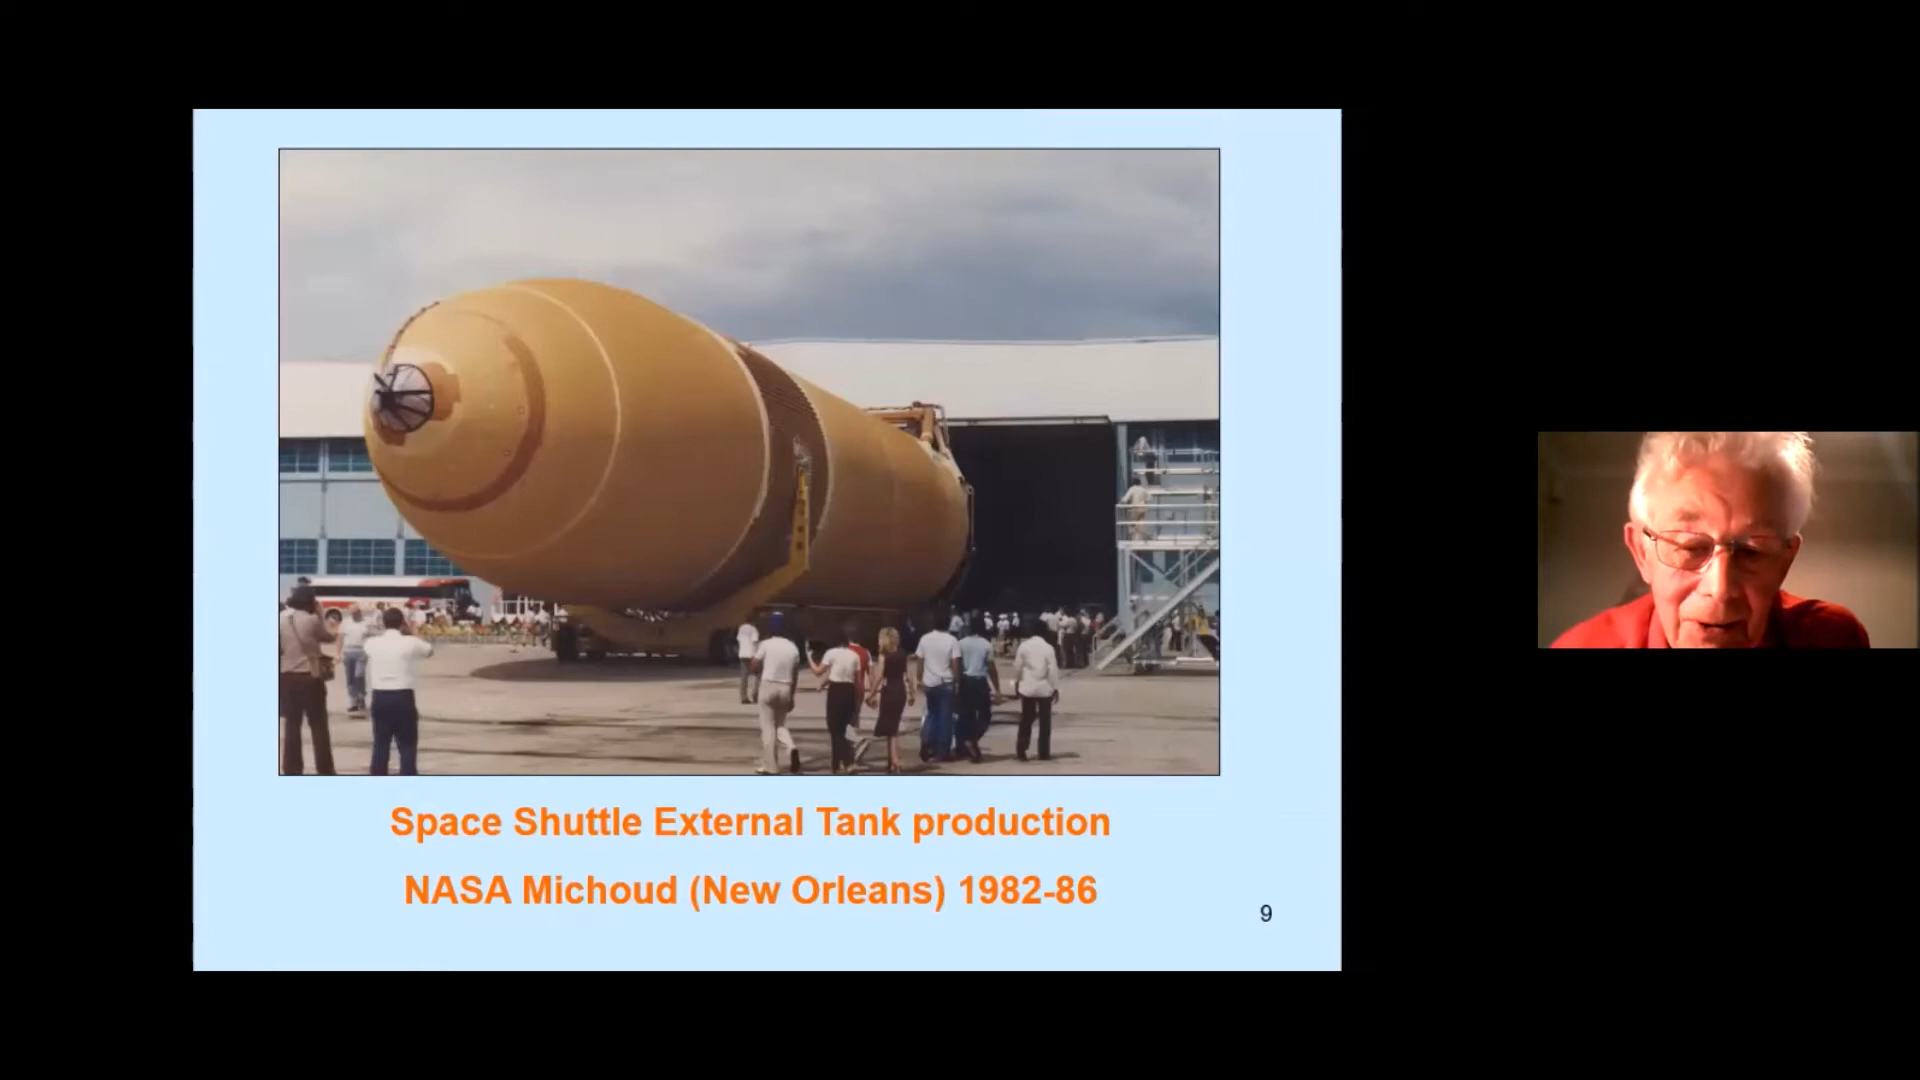 Space Shuttle External Tank production
NASA Michoud (New Orleans) 1982-86
9